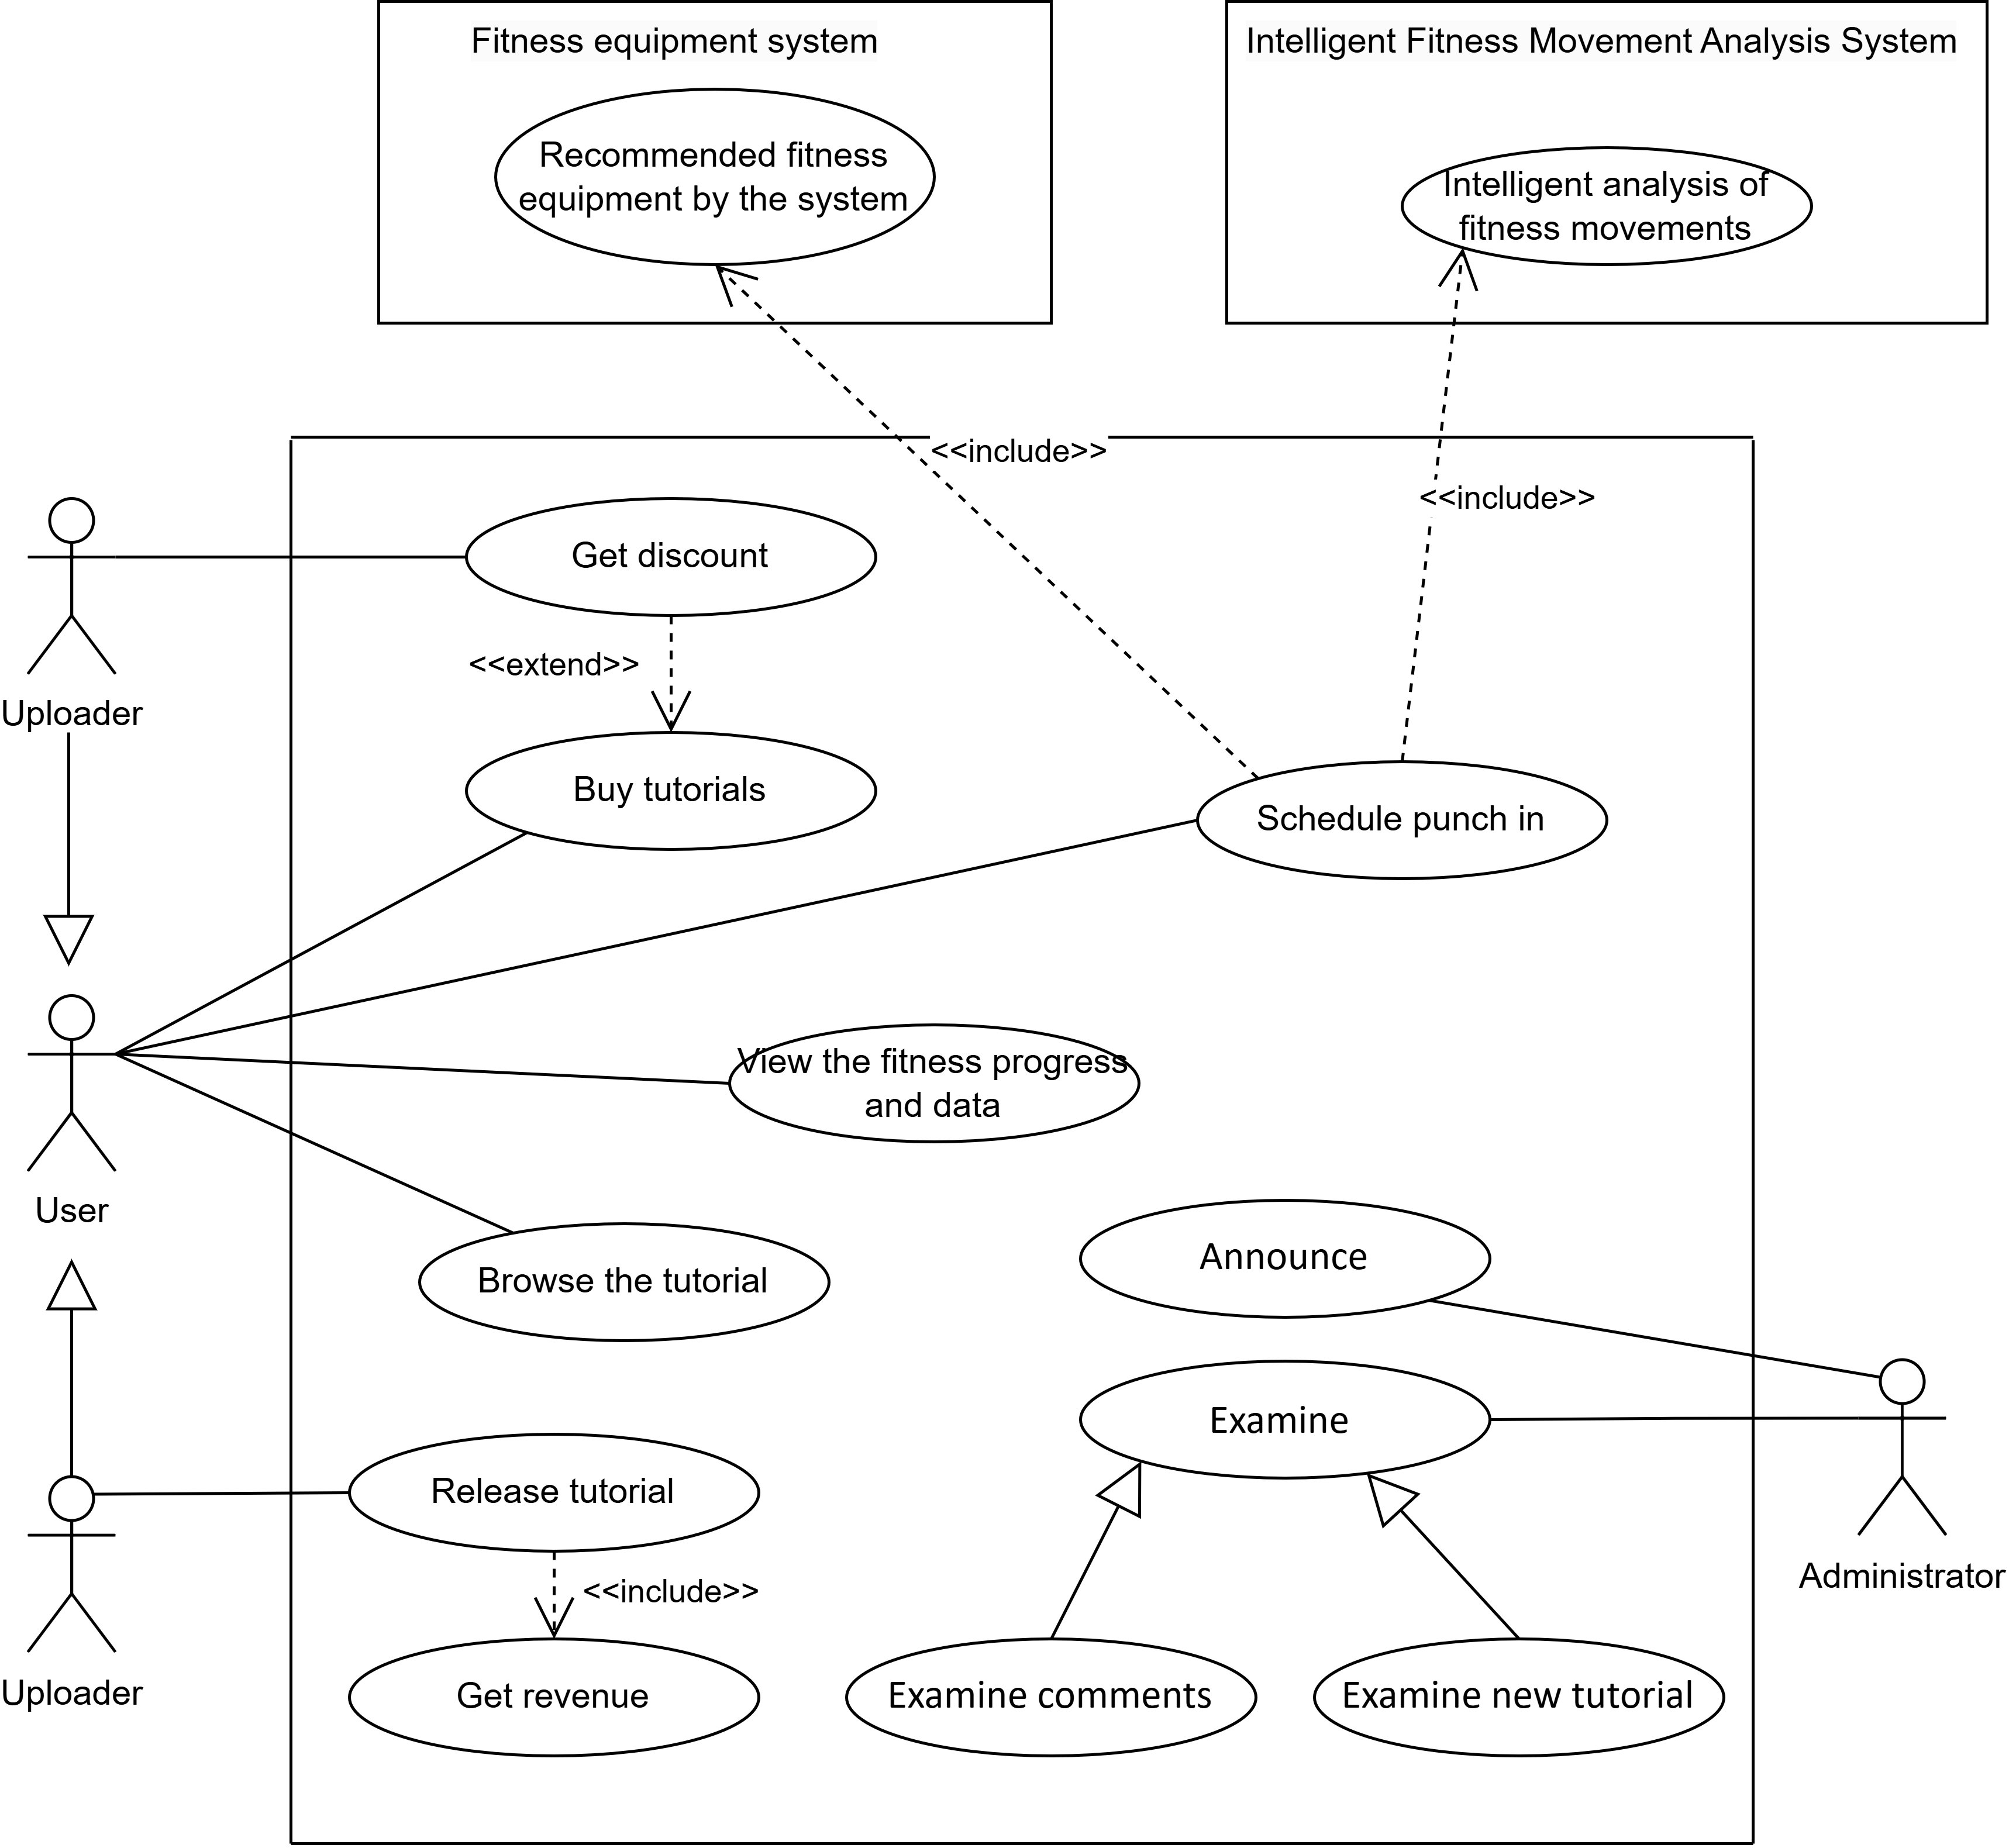 Fitness equipment system
Intelligent Fitness Movement Analysis System
Recommended fitness
equipment by the system
Intelligent analysis of
fitness movements
<<include>>
<<include>>
Get discount
<<extend>>
Uploader
Buy tutorials
Schedule punch in
View the fitness progress
and data
User
Browse the tutorial
Announce
Examine
Release tutorial
<<include>>
Administrator
Uploader
Get revenue
Examine comments
Examine new tutorial